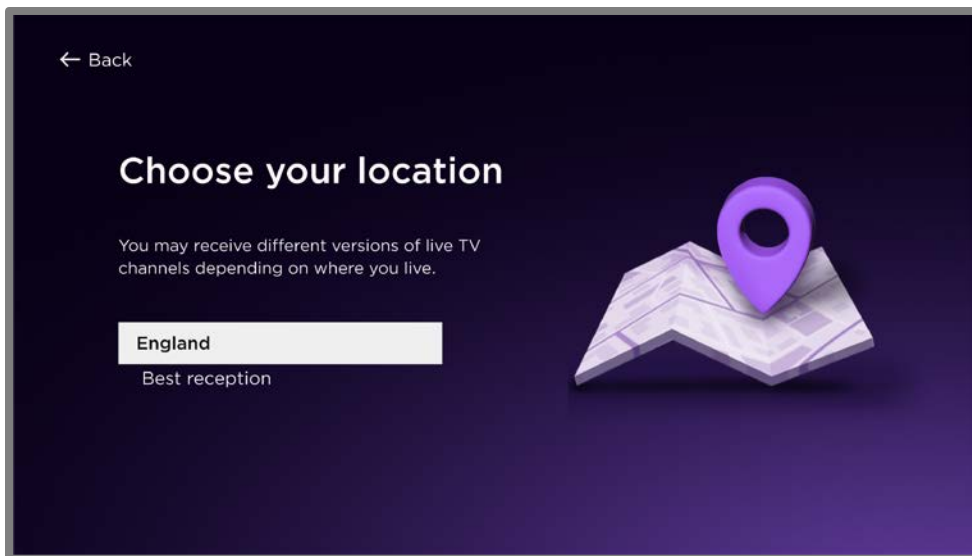 ← Back
Choose your location
You may receive different versions of live TV
channels depending on where you live.
England
Best reception